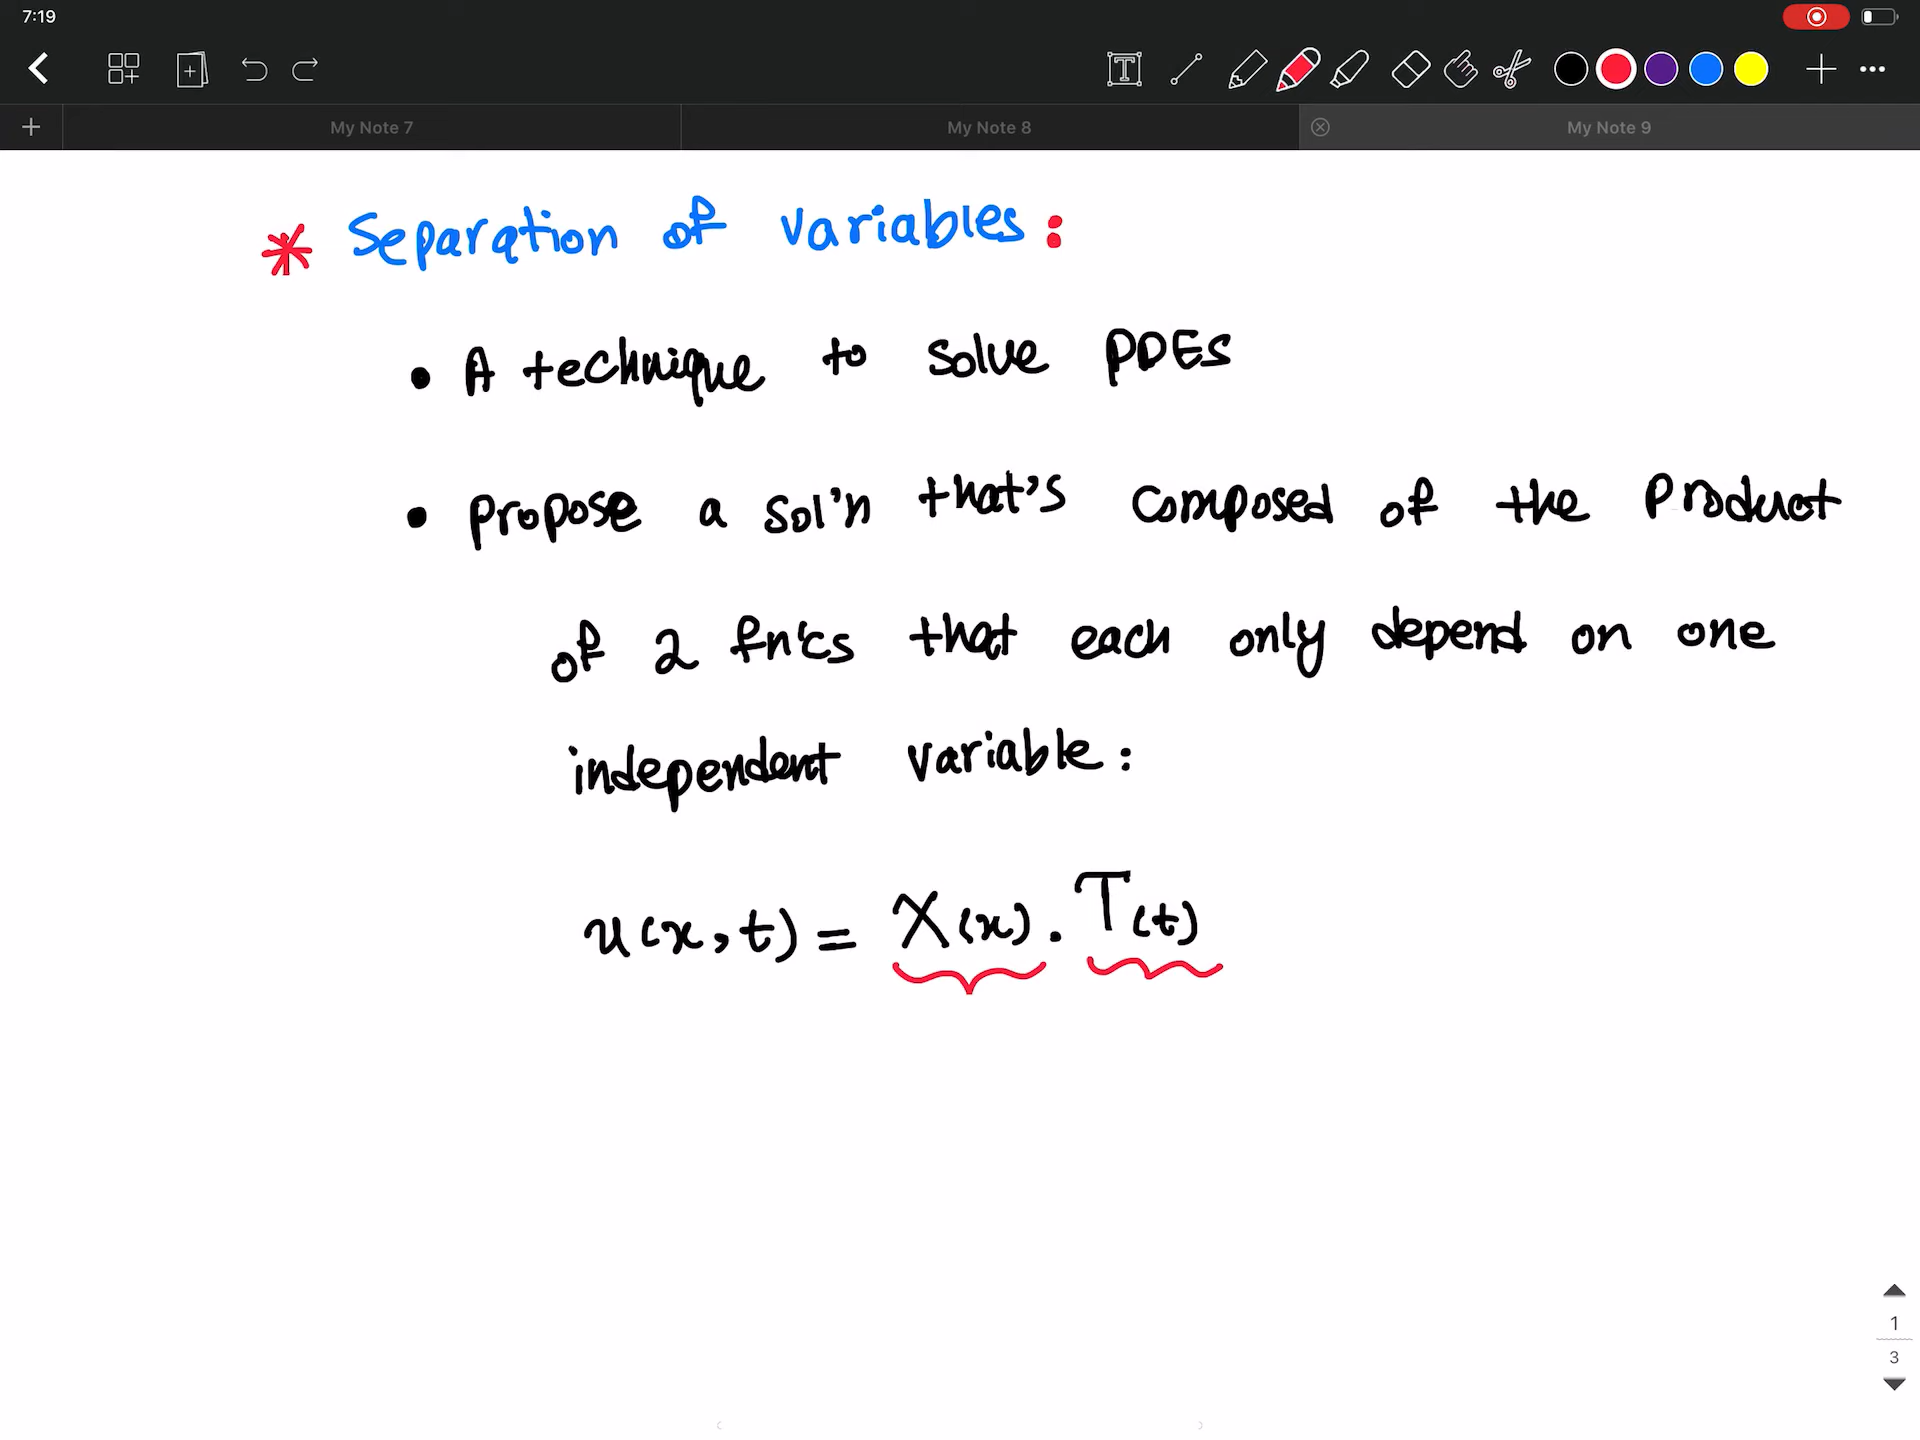 7:19
My Note 7
My Note 8
My Note 9
* Separation of variables:
• A technique to solve PDEs
• Propose a sol'n that's composed of the product
of 2 fn'cs that each only depend on one
independent variable:
u(x,t) = X(x) . T(t)
1
3